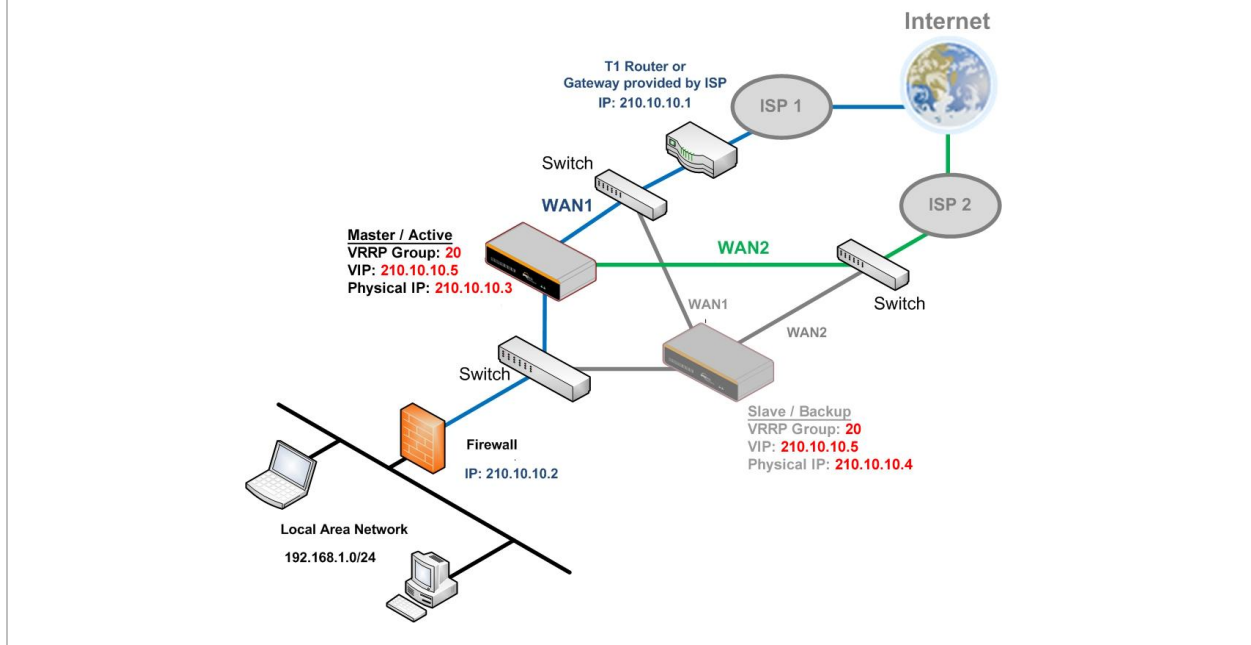 Internet
T1 Router or
Gateway provided by ISP
IP: 210.10.10.1
ISP 1
Switch
WAN1
ISP 2
Master / Active
VRRP Group: 20
VIP: 210.10.10.5
Physical IP: 210.10.10.3
WAN2
Switch
WAN1
WAN2
Switch
Slave / Backup
VRRP Group: 20
VIP: 210.10.10.5
Physical IP: 210.10.10.4
Firewall
IP: 210.10.10.2
Local Area Network
192.168.1.0/24